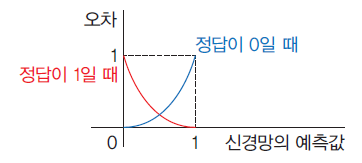 오차
정답이 0일 때
1
정답이 1일 때
0 1 신경망의 예측값